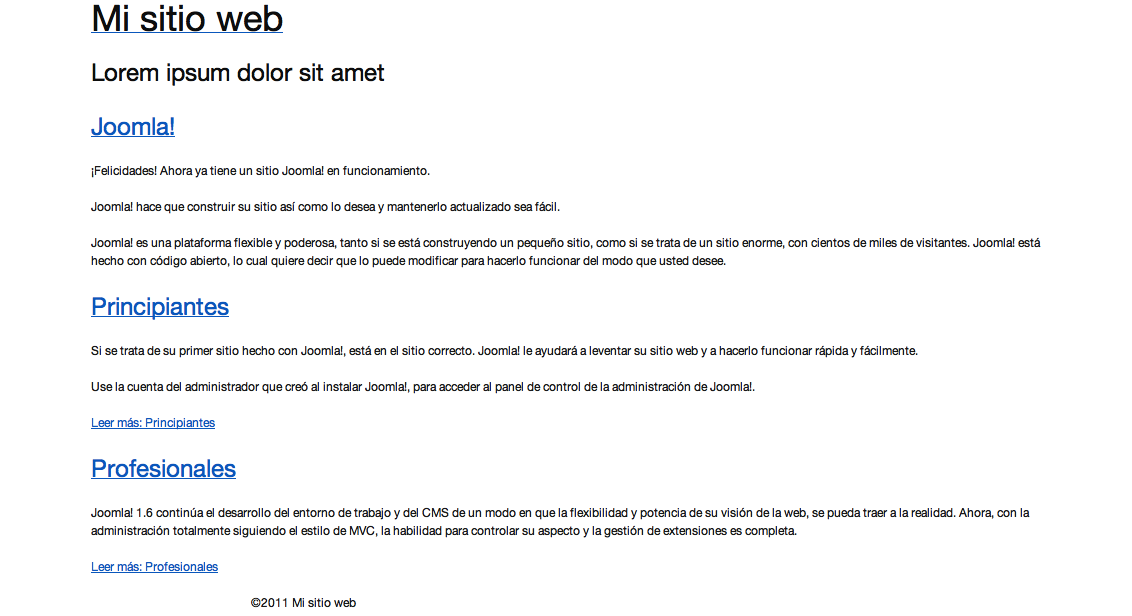 Mi sitio web
Lorem ipsum dolor sit amet
Joomla!
¡Felicidades! Ahora ya tiene un sitio Joomla! en funcionamiento.
Joomla! hace que construir su sitio así como lo desea y mantenerlo actualizado sea fácil.
Joomla! es una plataforma flexible y poderosa, tanto si se está construyendo un pequeño sitio, como si se trata de un sitio enorme, con cientos de miles de visitantes. Joomla! está
hecho con código abierto, lo cual quiere decir que lo puede modificar para hacerlo funcionar del modo que usted desee.
Principiantes
Si se trata de su primer sitio hecho con Joomla!, está en el sitio correcto. Joomla! le ayudará a leventar su sitio web y a hacerlo funcionar rápida y fácilmente.
Use la cuenta del administrador que creó al instalar Joomla!, para acceder al panel de control de la administración de Joomla!.
Leer más: Principiantes
Profesionales
Joomla! 1.6 continúa el desarrollo del entorno de trabajo y del CMS de un modo en que la flexibilidad y potencia de su visión de la web, se pueda traer a la realidad. Ahora, con la
administración totalmente siguiendo el estilo de MVC, la habilidad para controlar su aspecto y la gestión de extensiones es completa.
Leer más: Profesionales
©2011 Mi sitio web